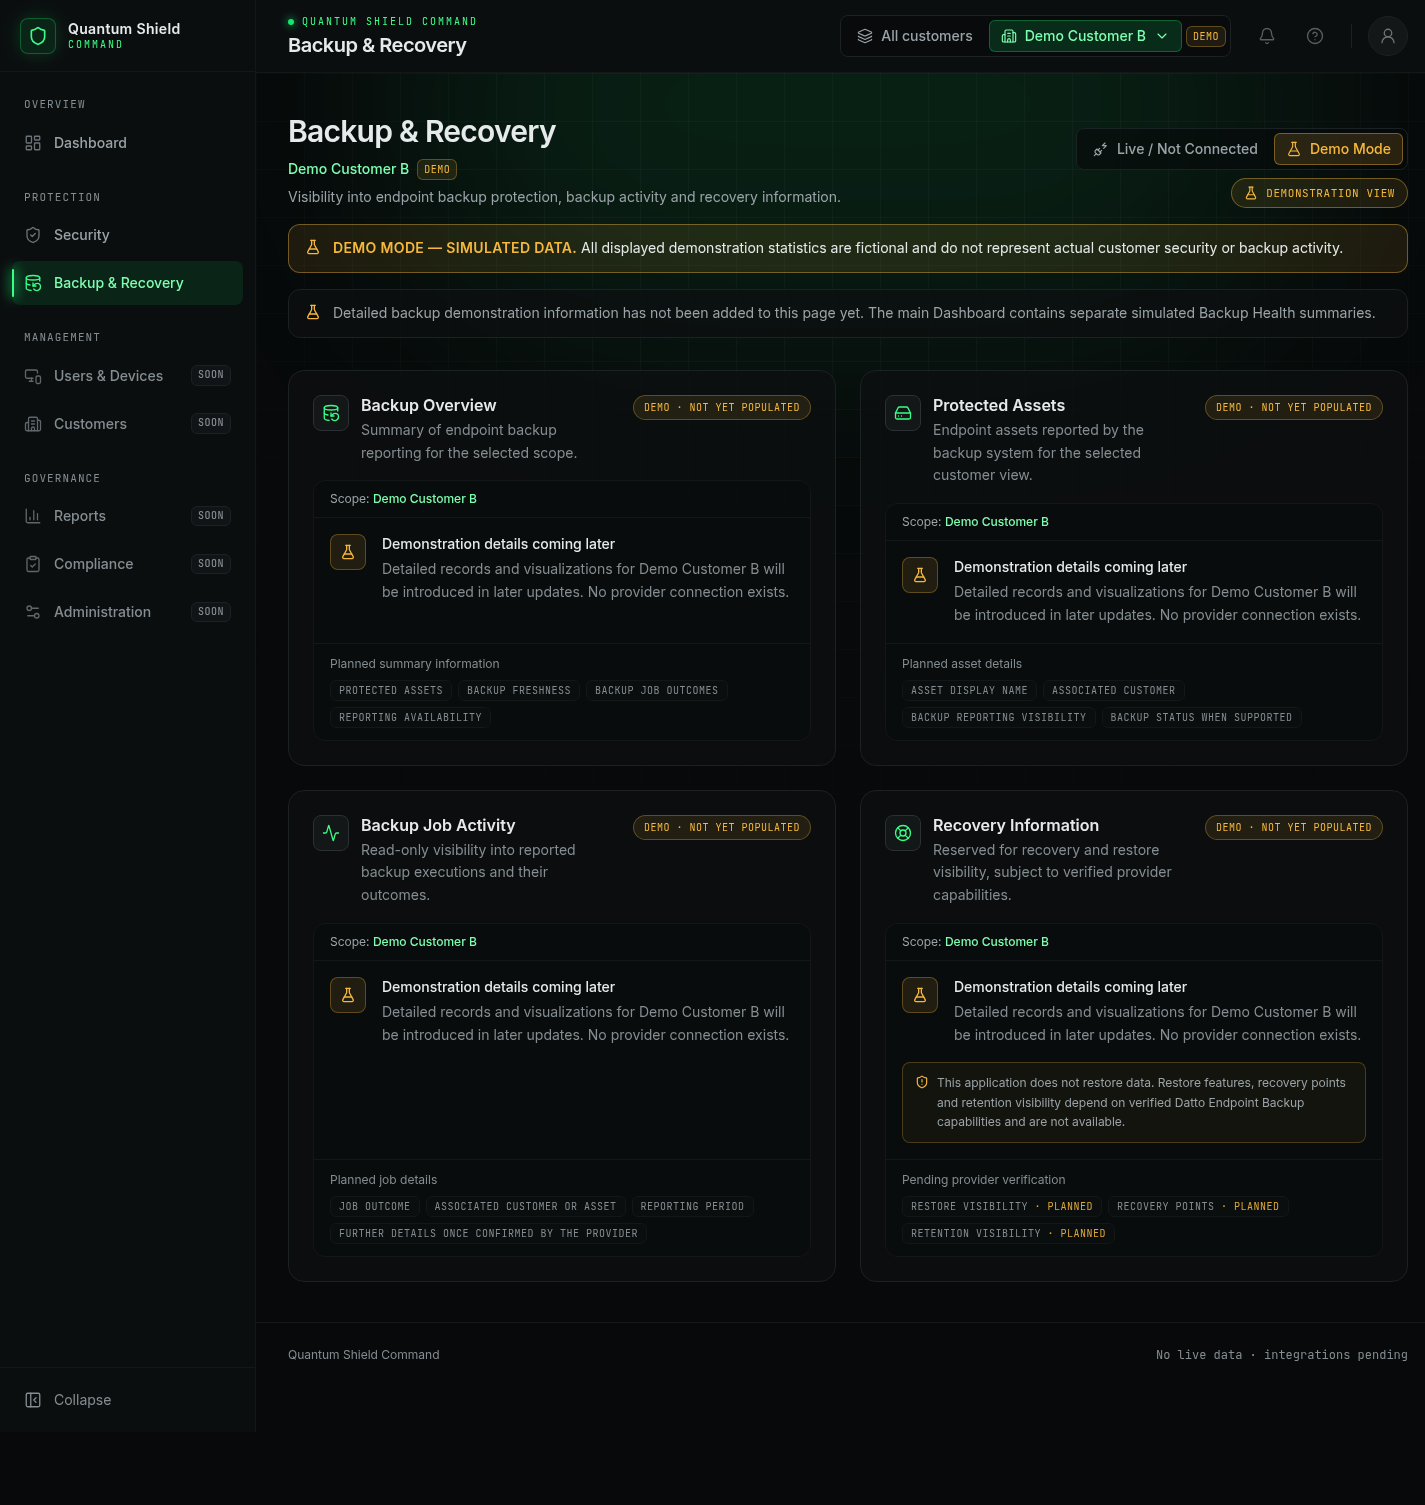 Quantum Shield
COMMAND
OVERVIEW
Dashboard
PROTECTION
Security
Backup & Recovery
MANAGEMENT
Users & Devices SOON
Customers SOON
GOVERNANCE
Reports SOON
Compliance SOON
Administration SOON
Collapse
QUANTUM SHIELD COMMAND
Backup & Recovery
All customers Demo Customer B DEMO
Backup & Recovery
Demo Customer B DEMO
Visibility into endpoint backup protection, backup activity and recovery information.
Live / Not Connected Demo Mode
DEMONSTRATION VIEW
DEMO MODE — SIMULATED DATA. All displayed demonstration statistics are fictional and do not represent actual customer security or backup activity.
Detailed backup demonstration information has not been added to this page yet. The main Dashboard contains separate simulated Backup Health summaries.
Backup Overview DEMO · NOT YET POPULATED
Summary of endpoint backup
reporting for the selected scope.
Scope: Demo Customer B
Demonstration details coming later
Detailed records and visualizations for Demo Customer B will
be introduced in later updates. No provider connection exists.
Planned summary information
PROTECTED ASSETS BACKUP FRESHNESS BACKUP JOB OUTCOMES
REPORTING AVAILABILITY
Protected Assets DEMO · NOT YET POPULATED
Endpoint assets reported by the
backup system for the selected
customer view.
Scope: Demo Customer B
Demonstration details coming later
Detailed records and visualizations for Demo Customer B will
be introduced in later updates. No provider connection exists.
Planned asset details
ASSET DISPLAY NAME ASSOCIATED CUSTOMER
BACKUP REPORTING VISIBILITY BACKUP STATUS WHEN SUPPORTED
Backup Job Activity DEMO · NOT YET POPULATED
Read-only visibility into reported
backup executions and their
outcomes.
Scope: Demo Customer B
Demonstration details coming later
Detailed records and visualizations for Demo Customer B will
be introduced in later updates. No provider connection exists.
Planned job details
JOB OUTCOME ASSOCIATED CUSTOMER OR ASSET REPORTING PERIOD
FURTHER DETAILS ONCE CONFIRMED BY THE PROVIDER
Recovery Information DEMO · NOT YET POPULATED
Reserved for recovery and restore
visibility, subject to verified provider
capabilities.
Scope: Demo Customer B
Demonstration details coming later
Detailed records and visualizations for Demo Customer B will
be introduced in later updates. No provider connection exists.
This application does not restore data. Restore features, recovery points
and retention visibility depend on verified Datto Endpoint Backup
capabilities and are not available.
Pending provider verification
RESTORE VISIBILITY · PLANNED RECOVERY POINTS · PLANNED
RETENTION VISIBILITY · PLANNED
Quantum Shield Command
No live data · integrations pending